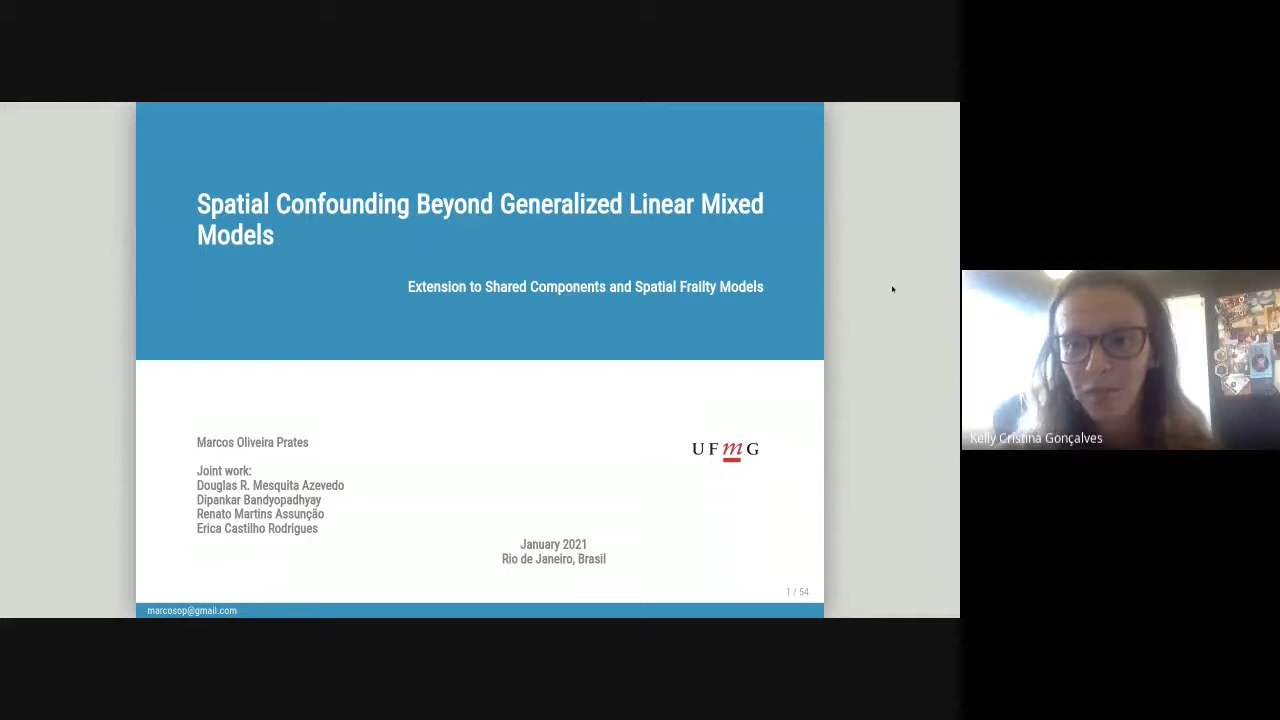 Spatial Confounding Beyond Generalized Linear Mixed
Models
Extension to Shared Components and Spatial Frailty Models
Marcos Oliveira Prates
UFmG
Joint work:
Douglas R. Mesquita Azevedo
Dipankar Bandyopadhyay
Renato Martins Assunção
Erica Castilho Rodrigues
January 2021
Rio de Janeiro, Brasil
1 / 54
marcosop@gmail.com
Kelly Cristina Gonçalves